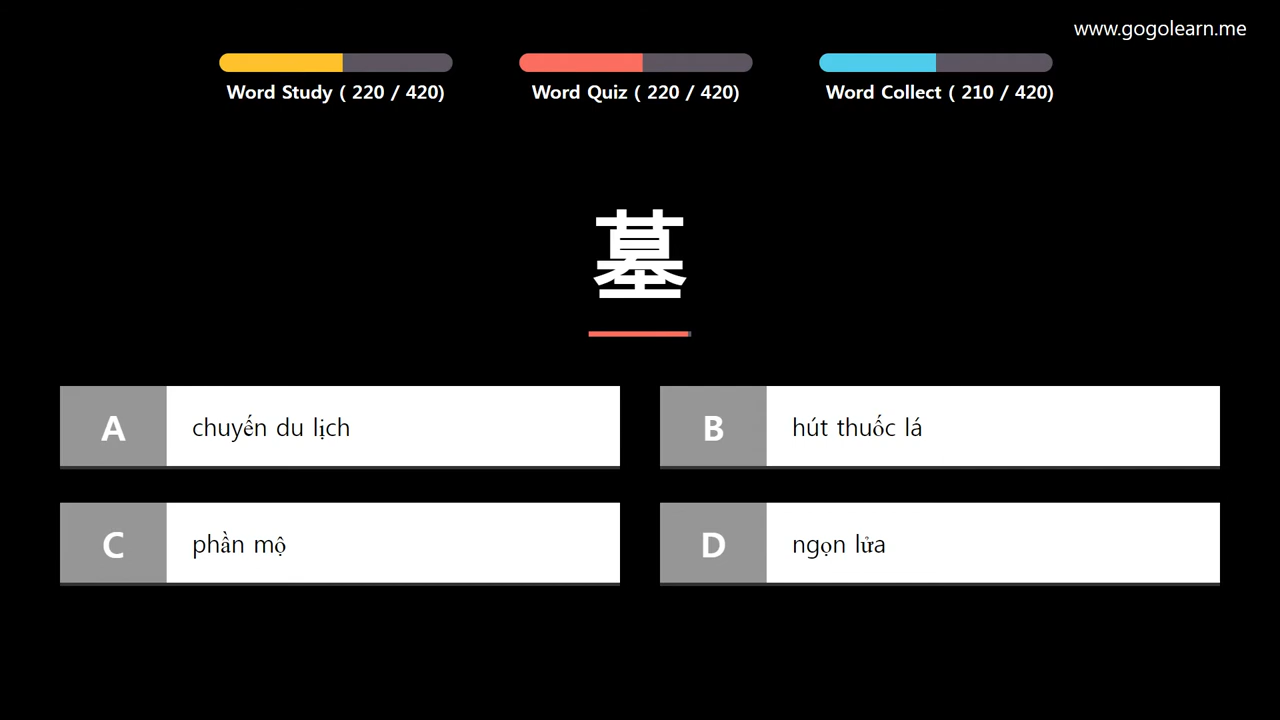 www.gogolearn.me
Word Study ( 220 / 420)
Word Quiz ( 220 / 420)
Word Collect ( 210 / 420)
墓
A chuyến du lịch
B hút thuốc lá
C phần mộ
D ngọn lửa